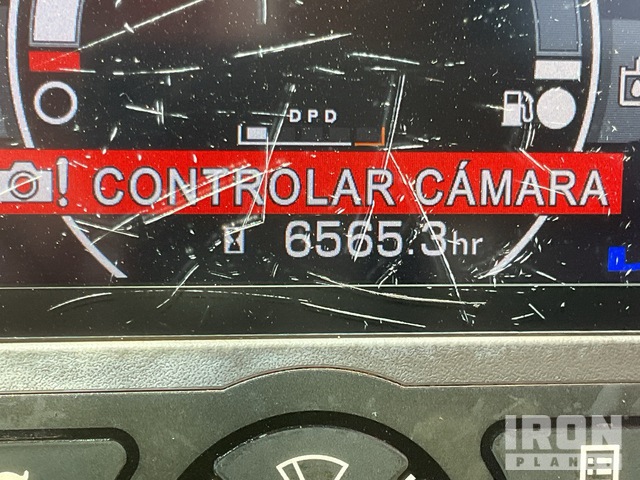 DPD
! CONTROLAR CÁMARA
6565.3hr
IRON
PLANET